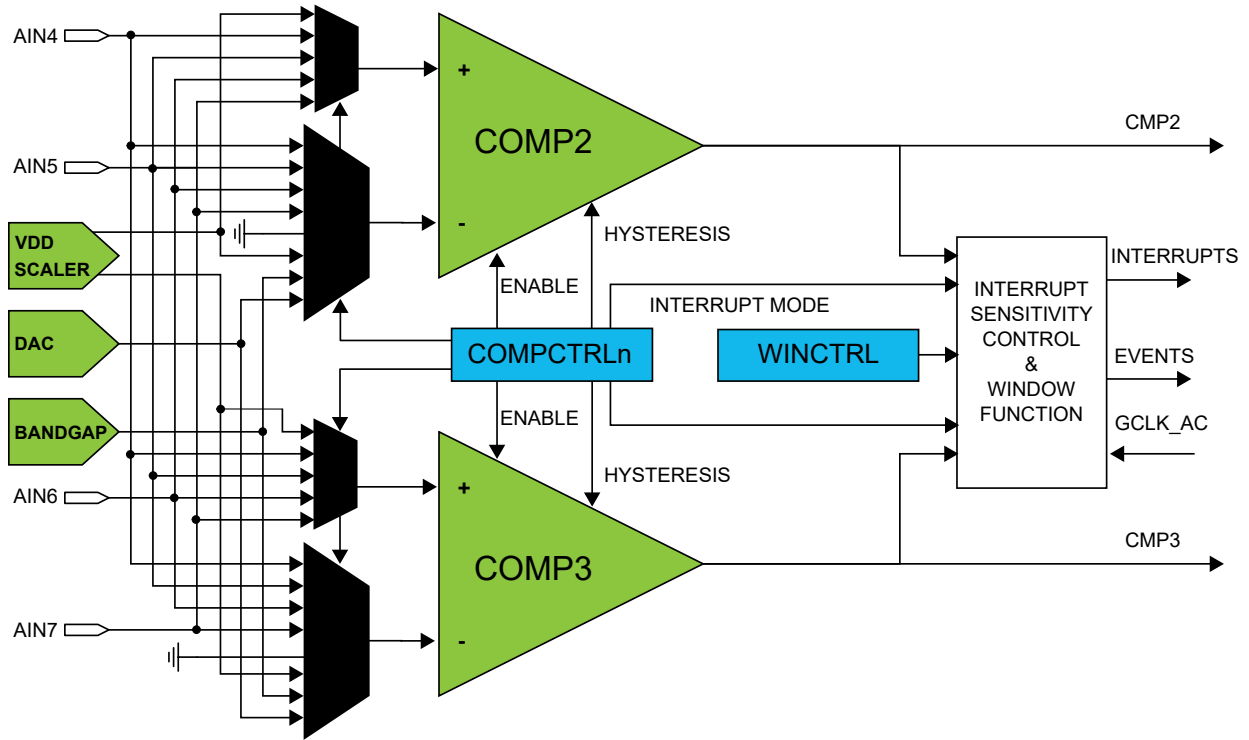 AIN4
+
COMP2
-
CMP2
AIN5
VDD
SCALER
HYSTERESIS
ENABLE
INTERRUPT MODE
INTERRUPTS
INTERRUPT
SENSITIVITY
CONTROL
&
WINDOW
FUNCTION
DAC
COMPCTRLn
WINCTRL
EVENTS
BANDGAP
ENABLE
GCLK_AC
HYSTERESIS
AIN6
+
COMP3
-
CMP3
AIN7